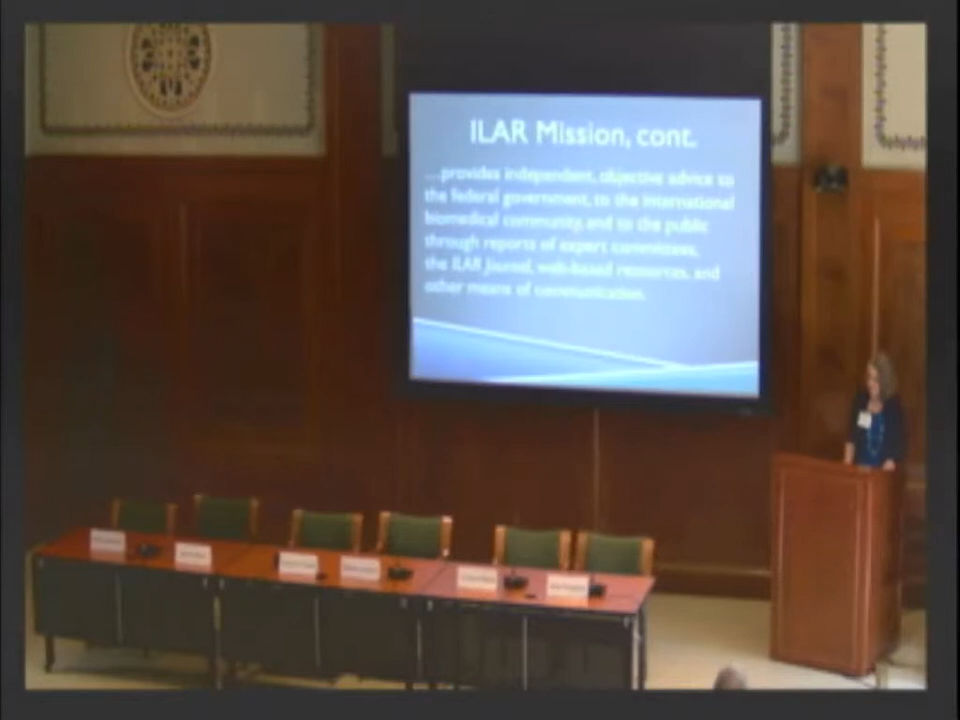 ILAR Mission, cont.
...provides independent, objective advice to
the federal government, to the international
biomedical community, and to the public
through reports of expert committees,
the ILAR Journal, web-based resources, and
other means of communication.